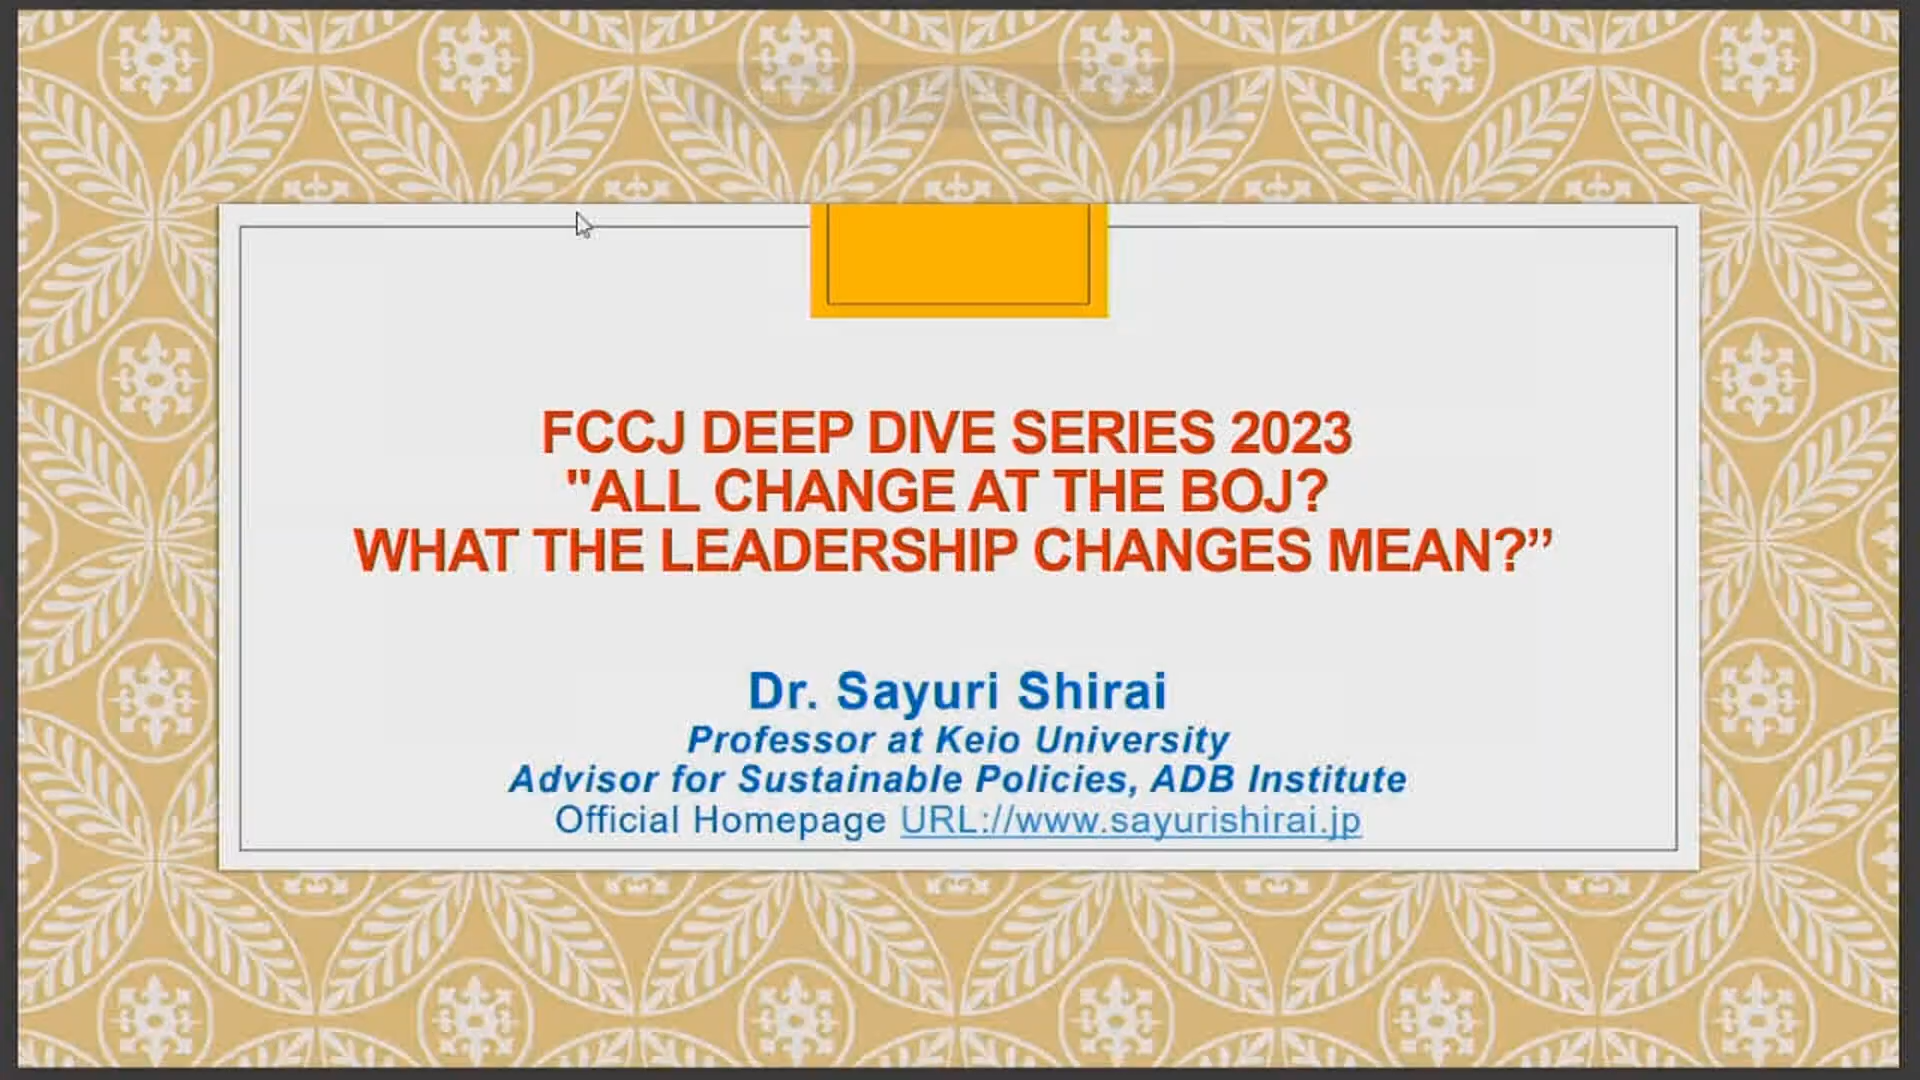 FCCJ DEEP DIVE SERIES 2023
"ALL CHANGE AT THE BOJ?
WHAT THE LEADERSHIP CHANGES MEAN?”
Dr. Sayuri Shirai
Professor at Keio University
Advisor for Sustainable Policies, ADB Institute
Official Homepage URL://www.sayurishirai.jp